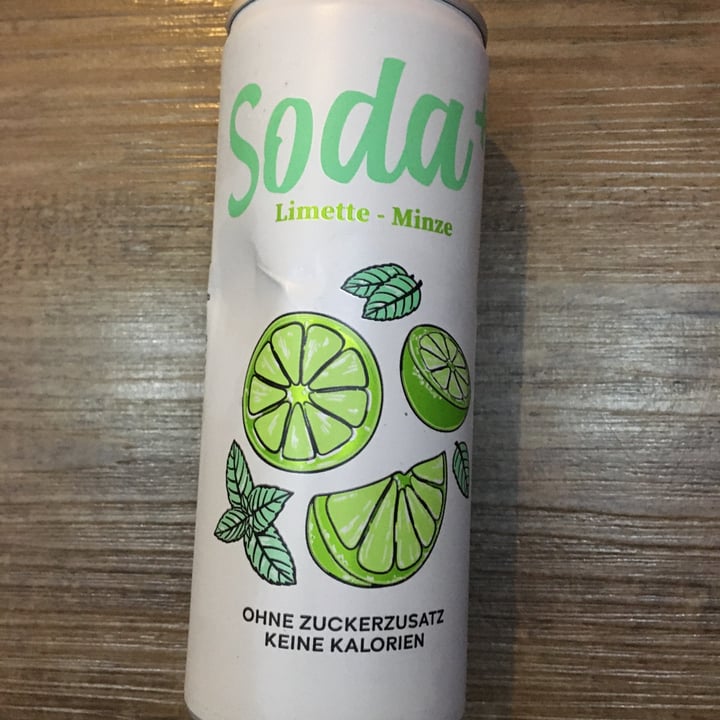 Soda+
Limette - Minze
OHNE ZUCKERZUSATZ
KEINE KALORIEN